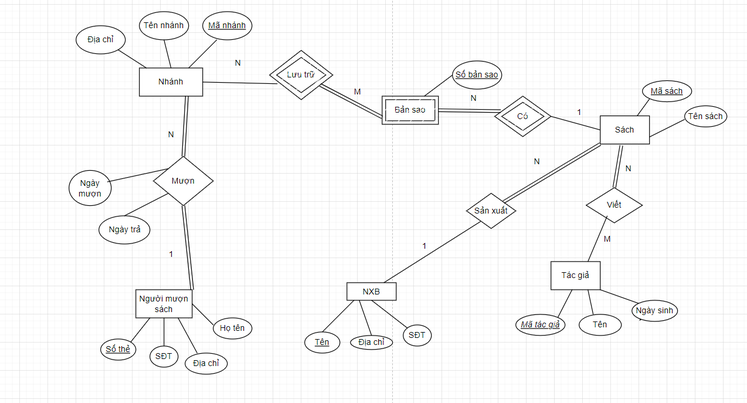 Tên nhánh
Mã nhánh
Địa chỉ
N
Lưu trữ
Nhánh
M
Số bản sao
N
Bản sao
Có
1
Mã sách
Tên sách
Sách
N
N
N
Ngày
mượn
Mượn
Ngày trả
Sản xuất
Viết
1
1
M
Tác giả
NXB
Người mượn
sách
Họ tên
Số thẻ
SĐT
Địa chỉ
Tên
Địa chỉ
SĐT
Mã tác giả
Tên
Ngày sinh